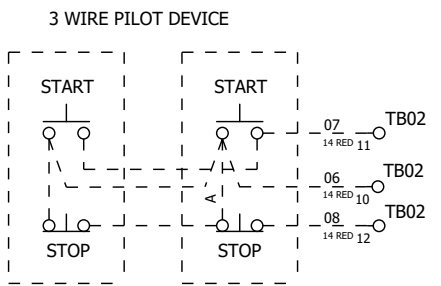 3 WIRE PILOT DEVICE
START START
07 TB02
14 RED 11
06 TB02
14 RED 10
A
08 TB02
14 RED 12
STOP STOP